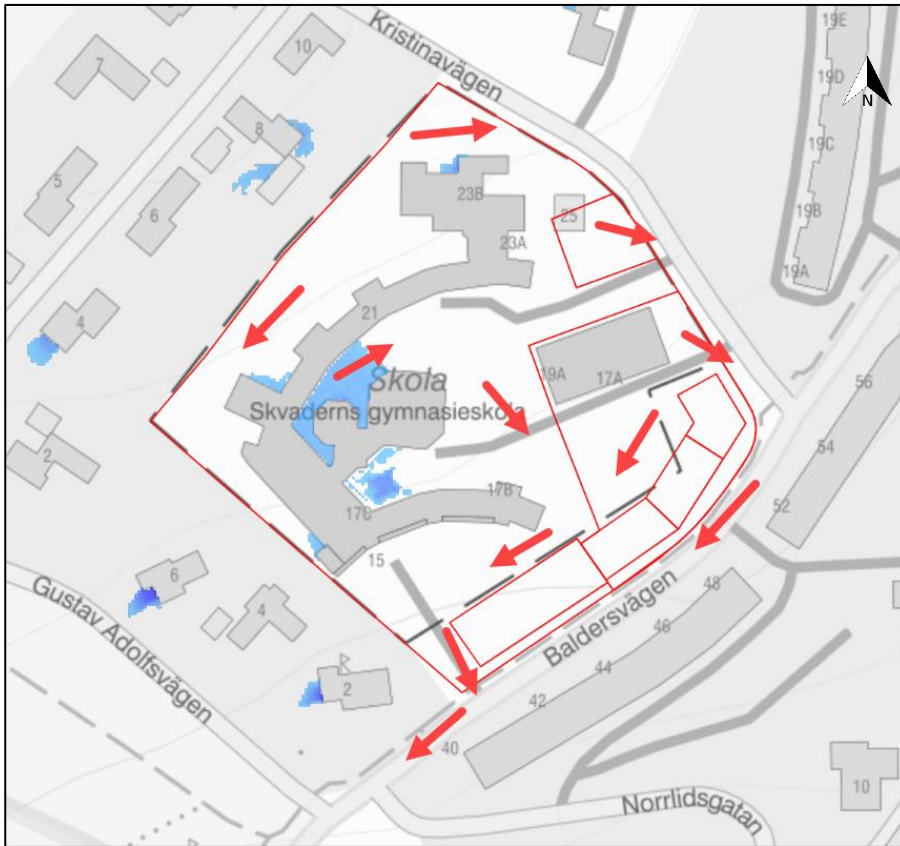 Kristinavägen
19E
10
7
19D
N
8
19C
5
23B
6
25
19B
23A
19A
21
4
56
Skola
19A
17A
Skvaderns gymnasieskola
54
2
17B
52
17C
15
6
48
Gustav Adolfsvägen
4
46
Baldersvägen
44
2
42
40
10
Norrlidsgatan